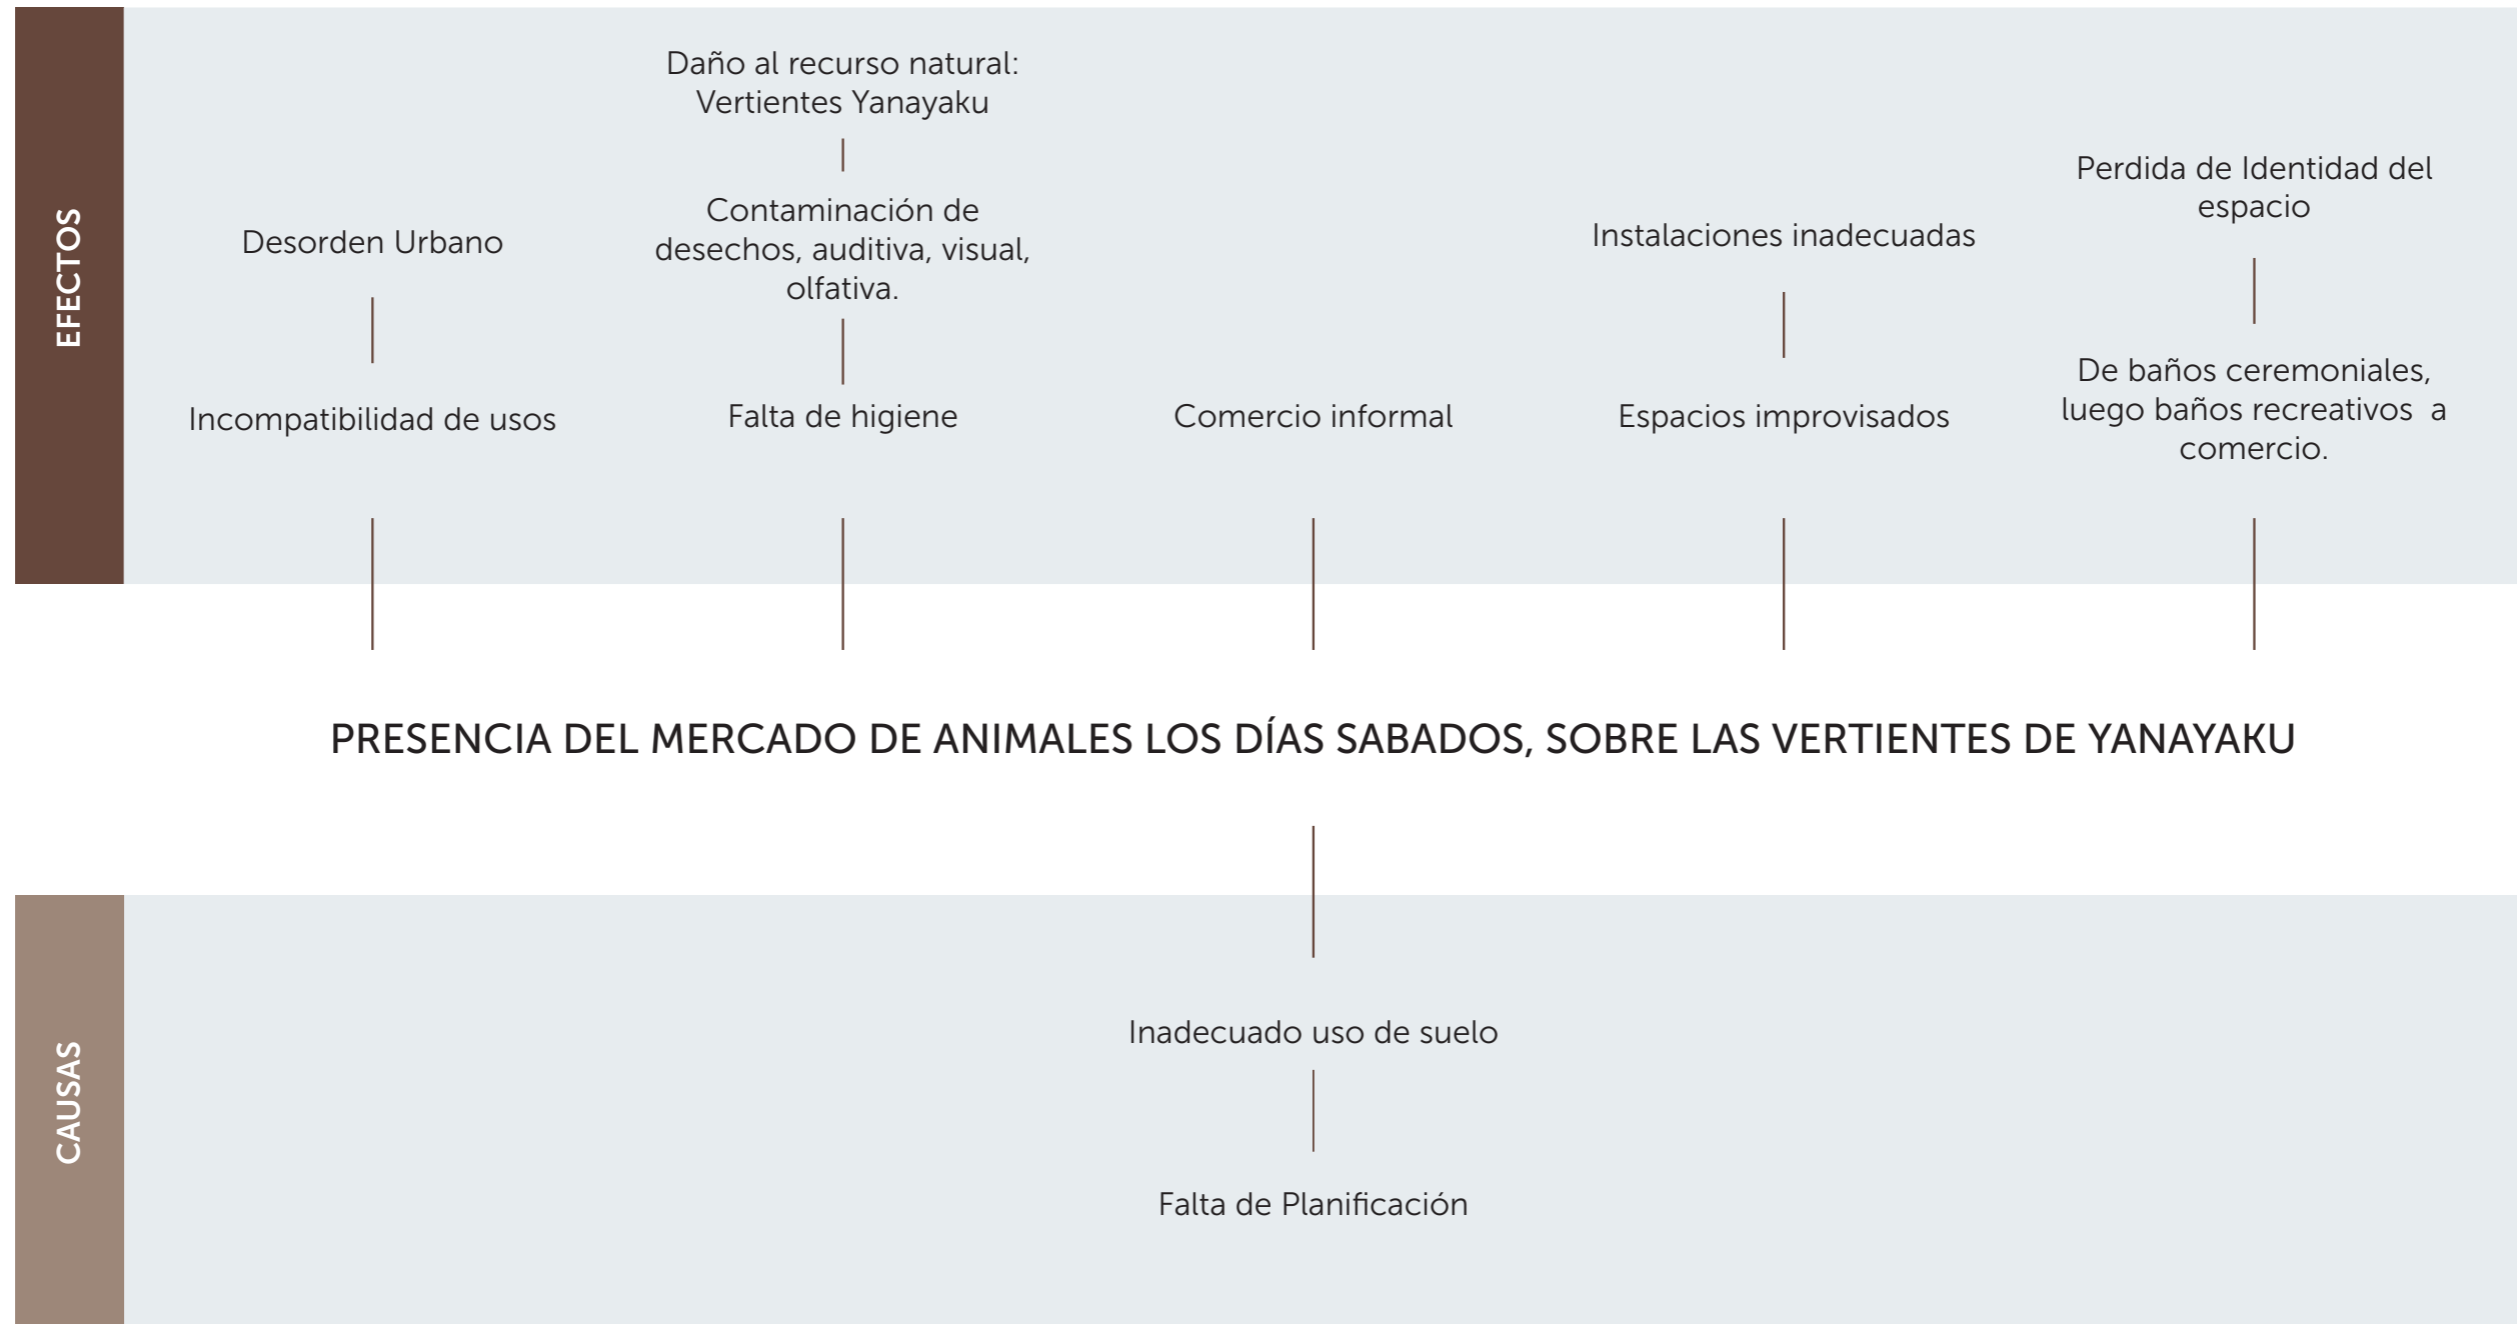 EFECTOS
Desorden Urbano
Incompatibilidad de usos
Daño al recurso natural:
Vertientes Yanayaku
Contaminación de
desechos, auditiva, visual,
olfativa.
Falta de higiene
Comercio informal
Instalaciones inadecuadas
Espacios improvisados
Perdida de Identidad del
espacio
De baños ceremoniales,
luego baños recreativos  a
comercio.
PRESENCIA DEL MERCADO DE ANIMALES LOS DÍAS SABADOS, SOBRE LAS VERTIENTES DE YANAYAKU
CAUSAS
Inadecuado uso de suelo
Falta de Planificación